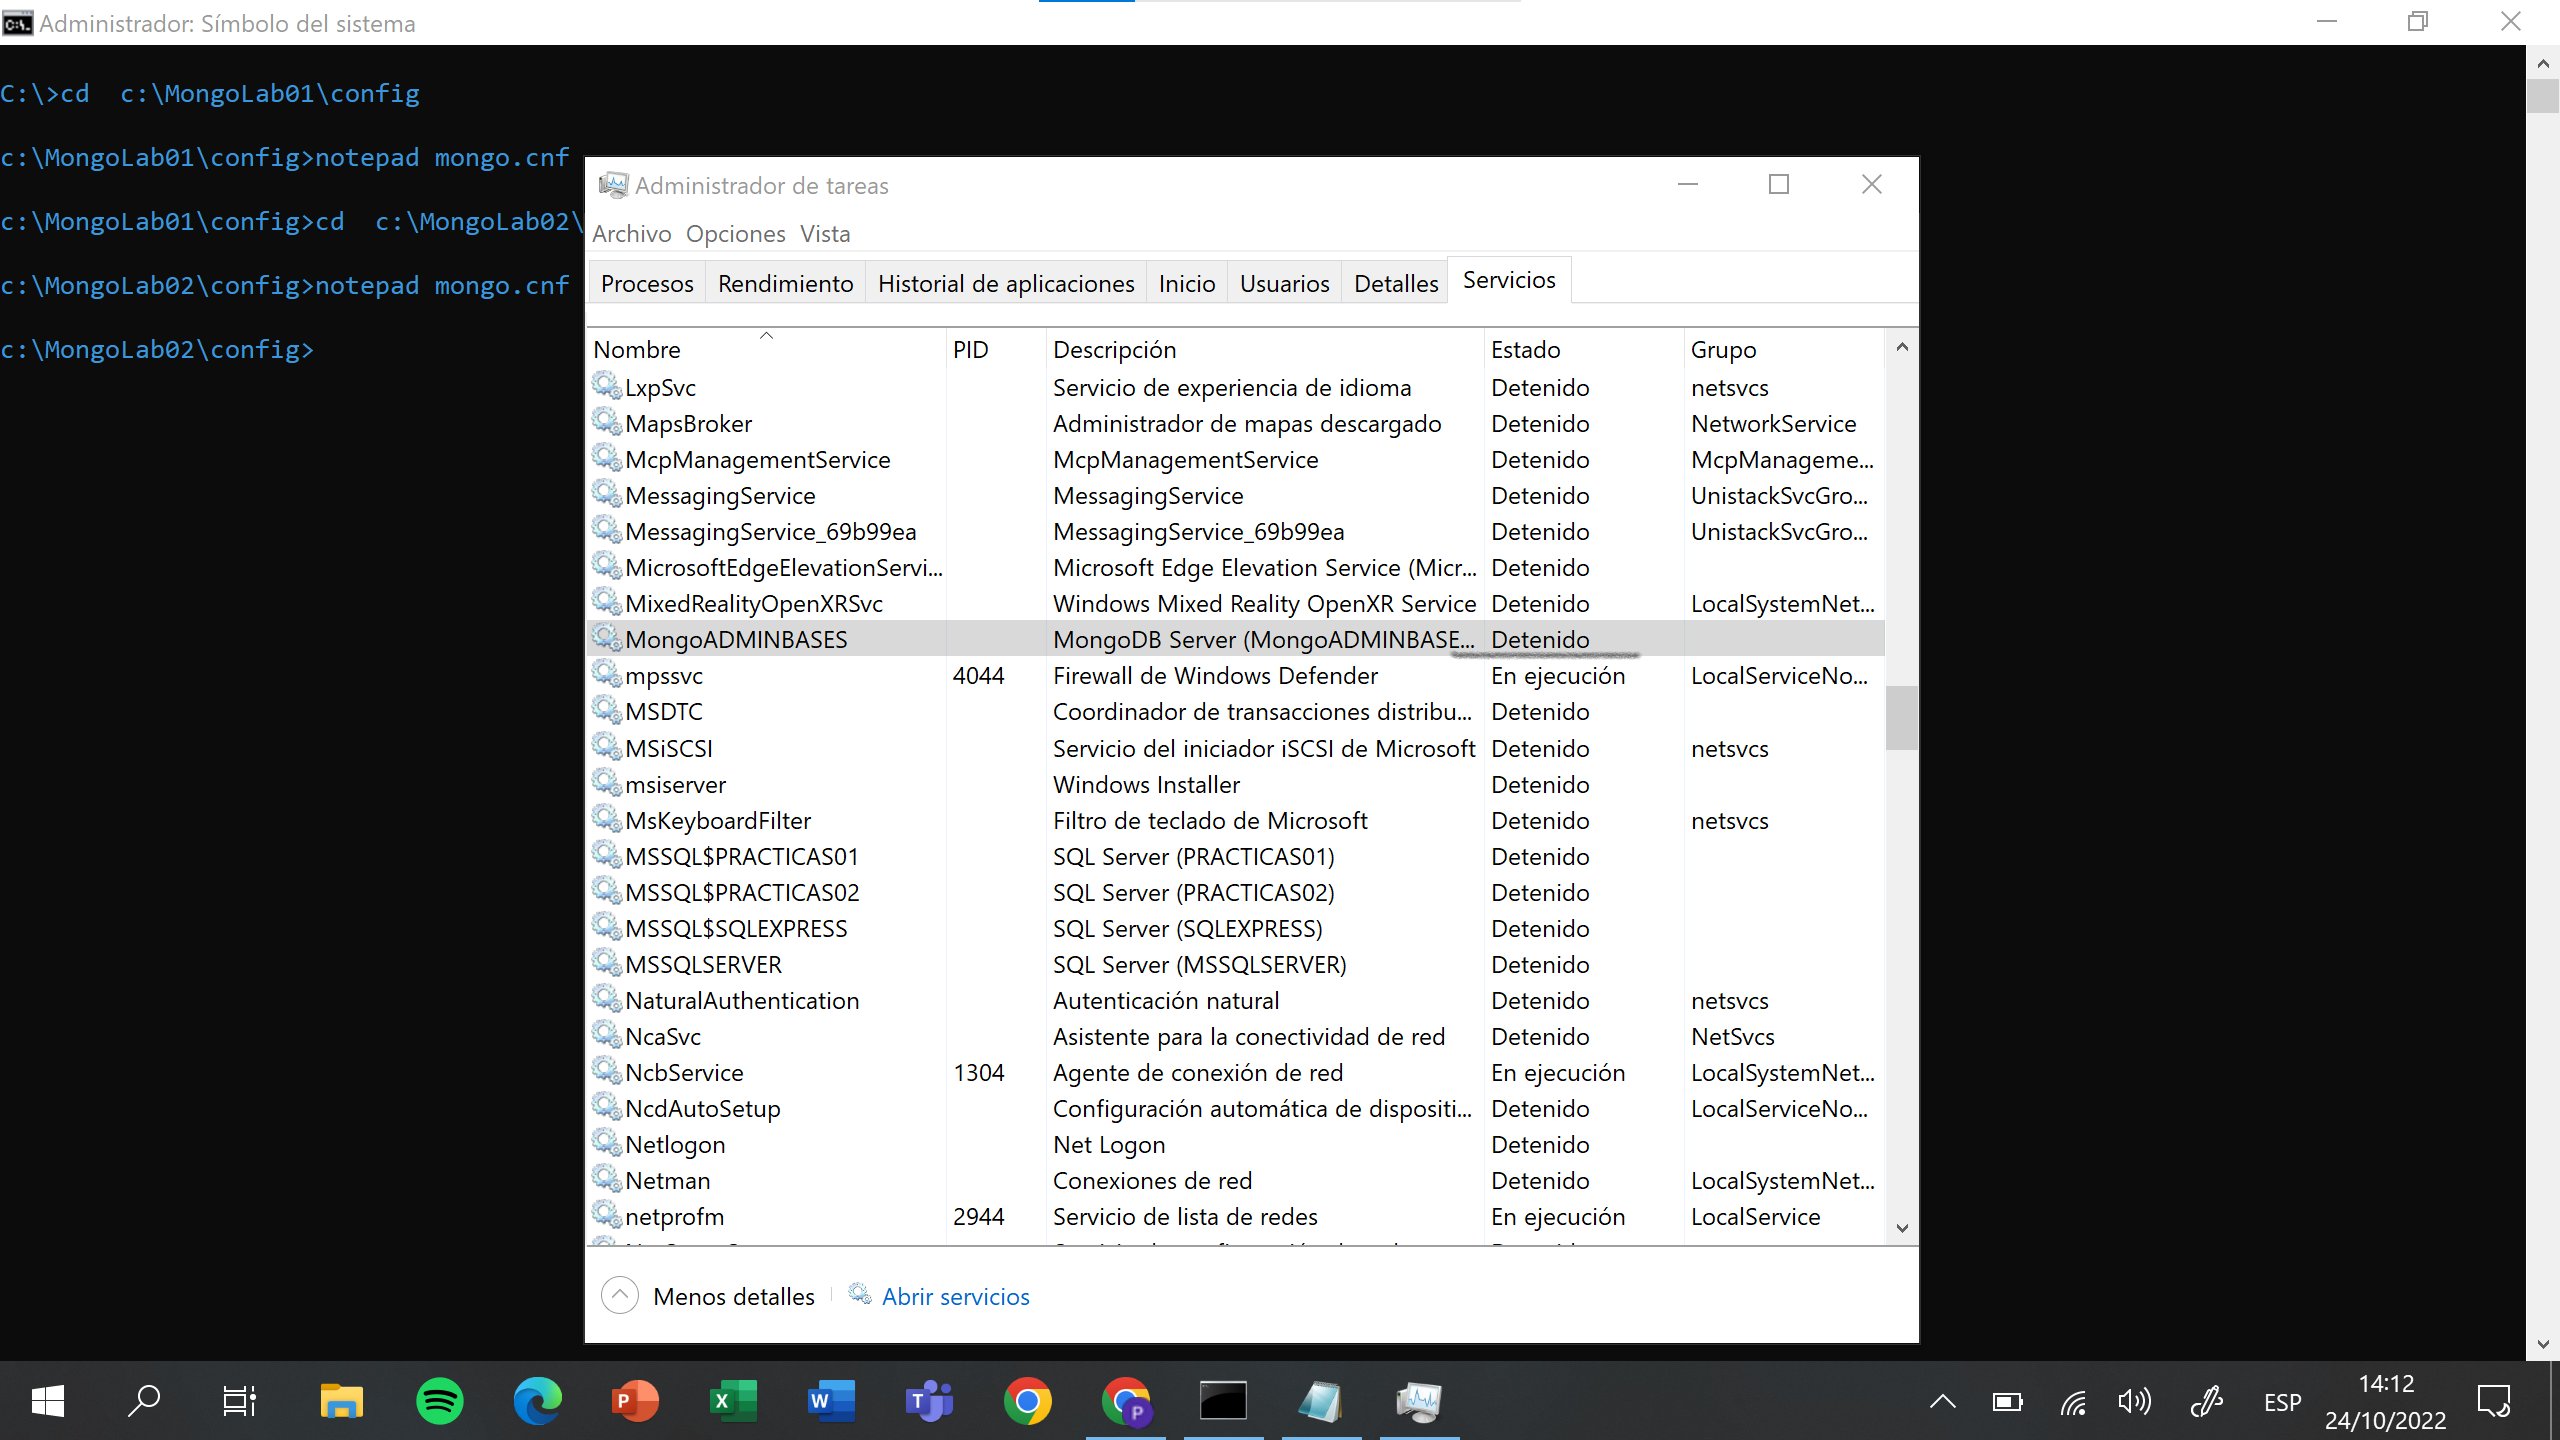 Administrador: Símbolo del sistema
C:\>cd  c:\MongoLab01\config
c:\MongoLab01\config>notepad mongo.cnf
c:\MongoLab01\config>cd  c:\MongoLab02\
c:\MongoLab02\config>notepad mongo.cnf
c:\MongoLab02\config>
Administrador de tareas
Archivo Opciones Vista
Procesos Rendimiento Historial de aplicaciones Inicio Usuarios Detalles Servicios
Nombre PID Descripción Estado Grupo
LxpSvc Servicio de experiencia de idioma Detenido netsvcs
MapsBroker Administrador de mapas descargado Detenido NetworkService
McpManagementService McpManagementService Detenido McpManageme...
MessagingService MessagingService Detenido UnistackSvcGro...
MessagingService_69b99ea MessagingService_69b99ea Detenido UnistackSvcGro...
MicrosoftEdgeElevationServi... Microsoft Edge Elevation Service (Micr... Detenido
MixedRealityOpenXRSvc Windows Mixed Reality OpenXR Service Detenido LocalSystemNet...
MongoADMINBASES MongoDB Server (MongoADMINBASE... Detenido
mpssvc 4044 Firewall de Windows Defender En ejecución LocalServiceNo...
MSDTC Coordinador de transacciones distribu... Detenido
MSiSCSI Servicio del iniciador iSCSI de Microsoft Detenido netsvcs
msiserver Windows Installer Detenido
MsKeyboardFilter Filtro de teclado de Microsoft Detenido netsvcs
MSSQL$PRACTICAS01 SQL Server (PRACTICAS01) Detenido
MSSQL$PRACTICAS02 SQL Server (PRACTICAS02) Detenido
MSSQL$SQLEXPRESS SQL Server (SQLEXPRESS) Detenido
MSSQLSERVER SQL Server (MSSQLSERVER) Detenido
NaturalAuthentication Autenticación natural Detenido netsvcs
NcaSvc Asistente para la conectividad de red Detenido NetSvcs
NcbService 1304 Agente de conexión de red En ejecución LocalSystemNet...
NcdAutoSetup Configuración automática de dispositi... Detenido LocalServiceNo...
Netlogon Net Logon Detenido
Netman Conexiones de red Detenido LocalSystemNet...
netprofm 2944 Servicio de lista de redes En ejecución LocalService
Menos detalles Abrir servicios
ESP
14:12
24/10/2022